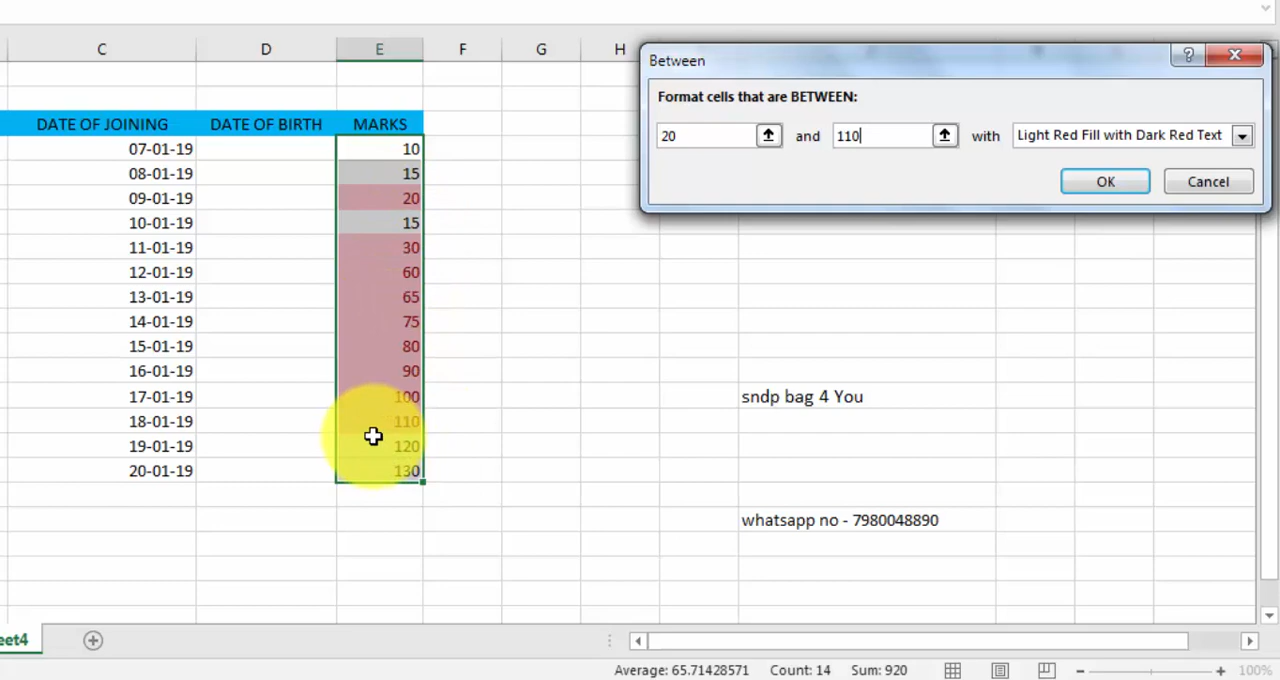 Between
Format cells that are BETWEEN:
20 and 110 with Light Red Fill with Dark Red Text
OK Cancel
C D E F G H
DATE OF JOINING DATE OF BIRTH MARKS
07-01-19 10
08-01-19 15
09-01-19 20
10-01-19 15
11-01-19 30
12-01-19 60
13-01-19 65
14-01-19 75
15-01-19 80
16-01-19 90
17-01-19 100 sndp bag 4 You
18-01-19 110
19-01-19 120
20-01-19 130
whatsapp no - 7980048890
eet4
Average: 65.71428571 Count: 14 Sum: 920 100%